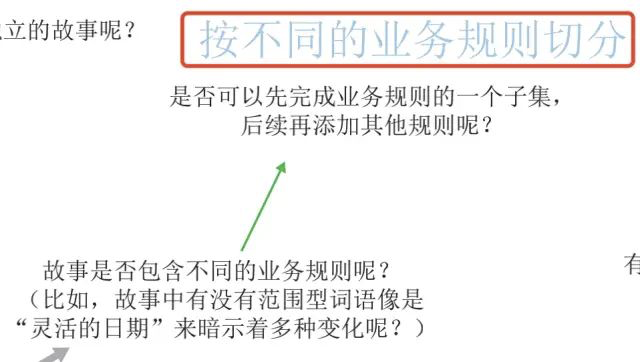 立的故事呢？
按不同的业务规则切分
是否可以先完成业务规则的一个子集，
后续再添加其他规则呢？
故事是否包含不同的业务规则呢？
有
（比如，故事中有没有范围型词语像是
“灵活的日期”来暗示着多种变化呢？）